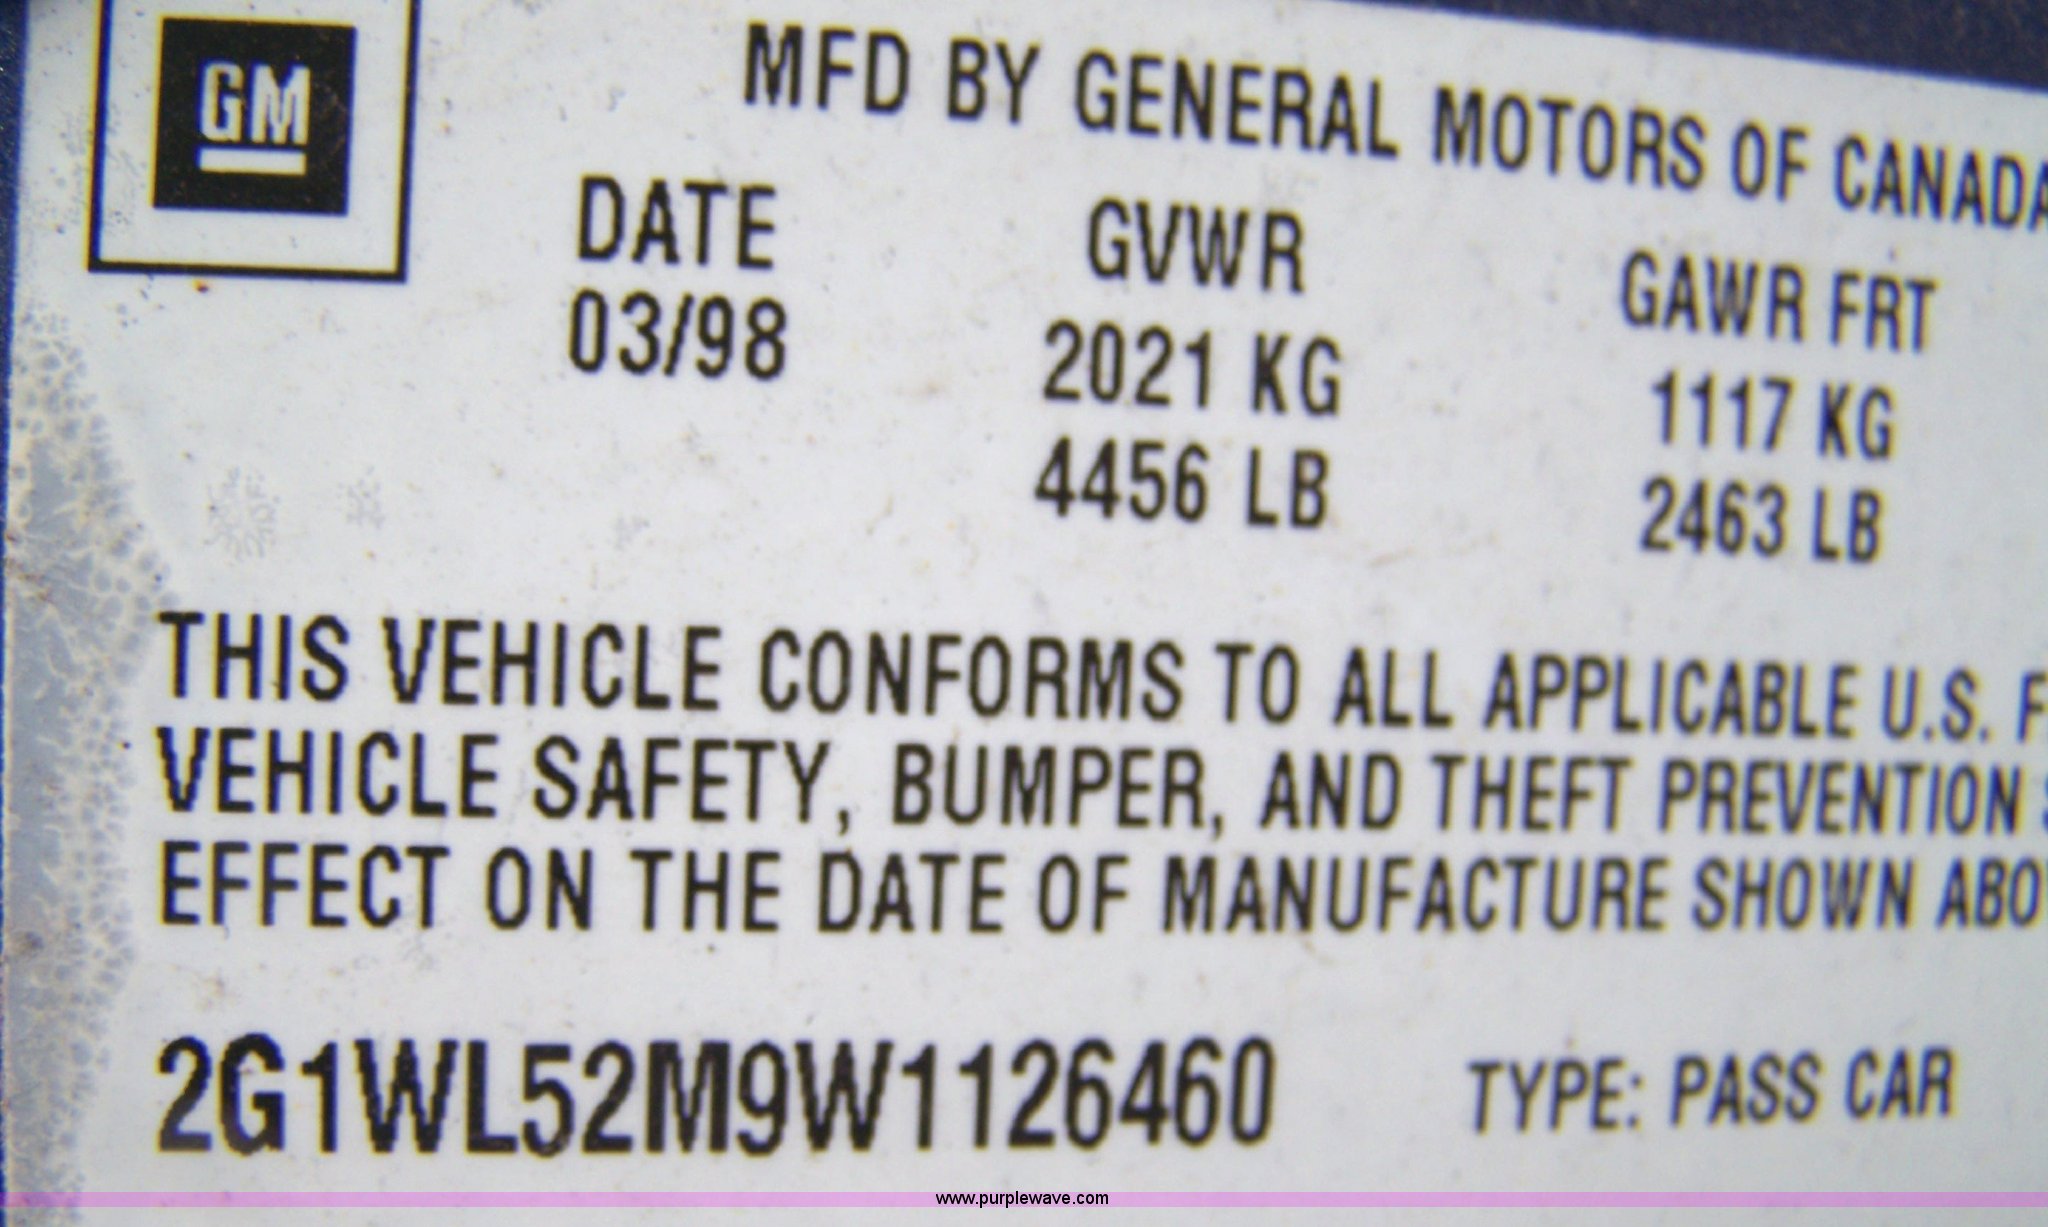 GM
MFD BY GENERAL MOTORS OF CANADA
DATE GVWR GAWR FRT
03/98 2021 KG 1117 KG
4456 LB 2463 LB
THIS VEHICLE CONFORMS TO ALL APPLICABLE U.S. F
VEHICLE SAFETY, BUMPER, AND THEFT PREVENTION
EFFECT ON THE DATE OF MANUFACTURE SHOWN ABO
2G1WL52M9W1126460 TYPE: PASS CAR
www.purplewave.com